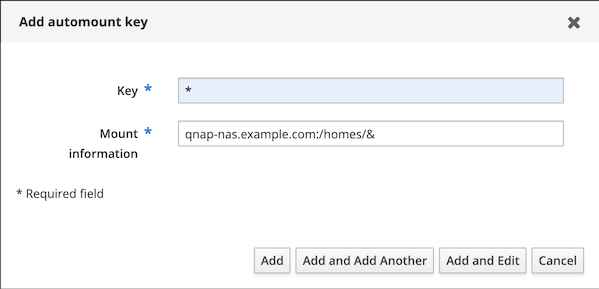 Add automount key
Key *
*
Mount *
information
qnap-nas.example.com:/homes/&
* Required field
Add
Add and Add Another
Add and Edit
Cancel